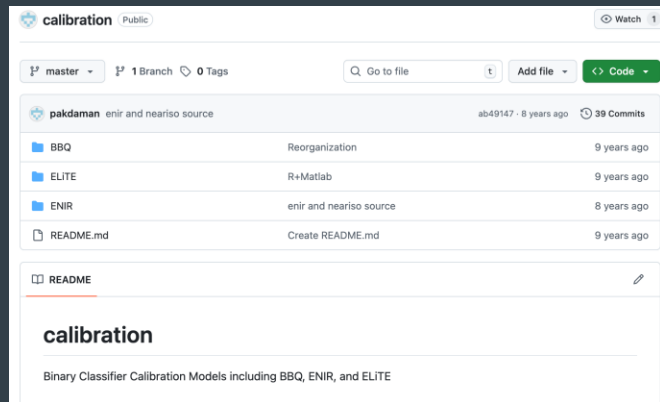 calibration Public Watch 1
master 1 Branch 0 Tags Go to file t Add file Code
pakdaman enir and neariso source ab49147 · 8 years ago 39 Commits
BBQ Reorganization 9 years ago
ELiTE R+Matlab 9 years ago
ENIR enir and neariso source 8 years ago
README.md Create README.md 9 years ago
README
calibration
Binary Classifier Calibration Models including BBQ, ENIR, and ELiTE